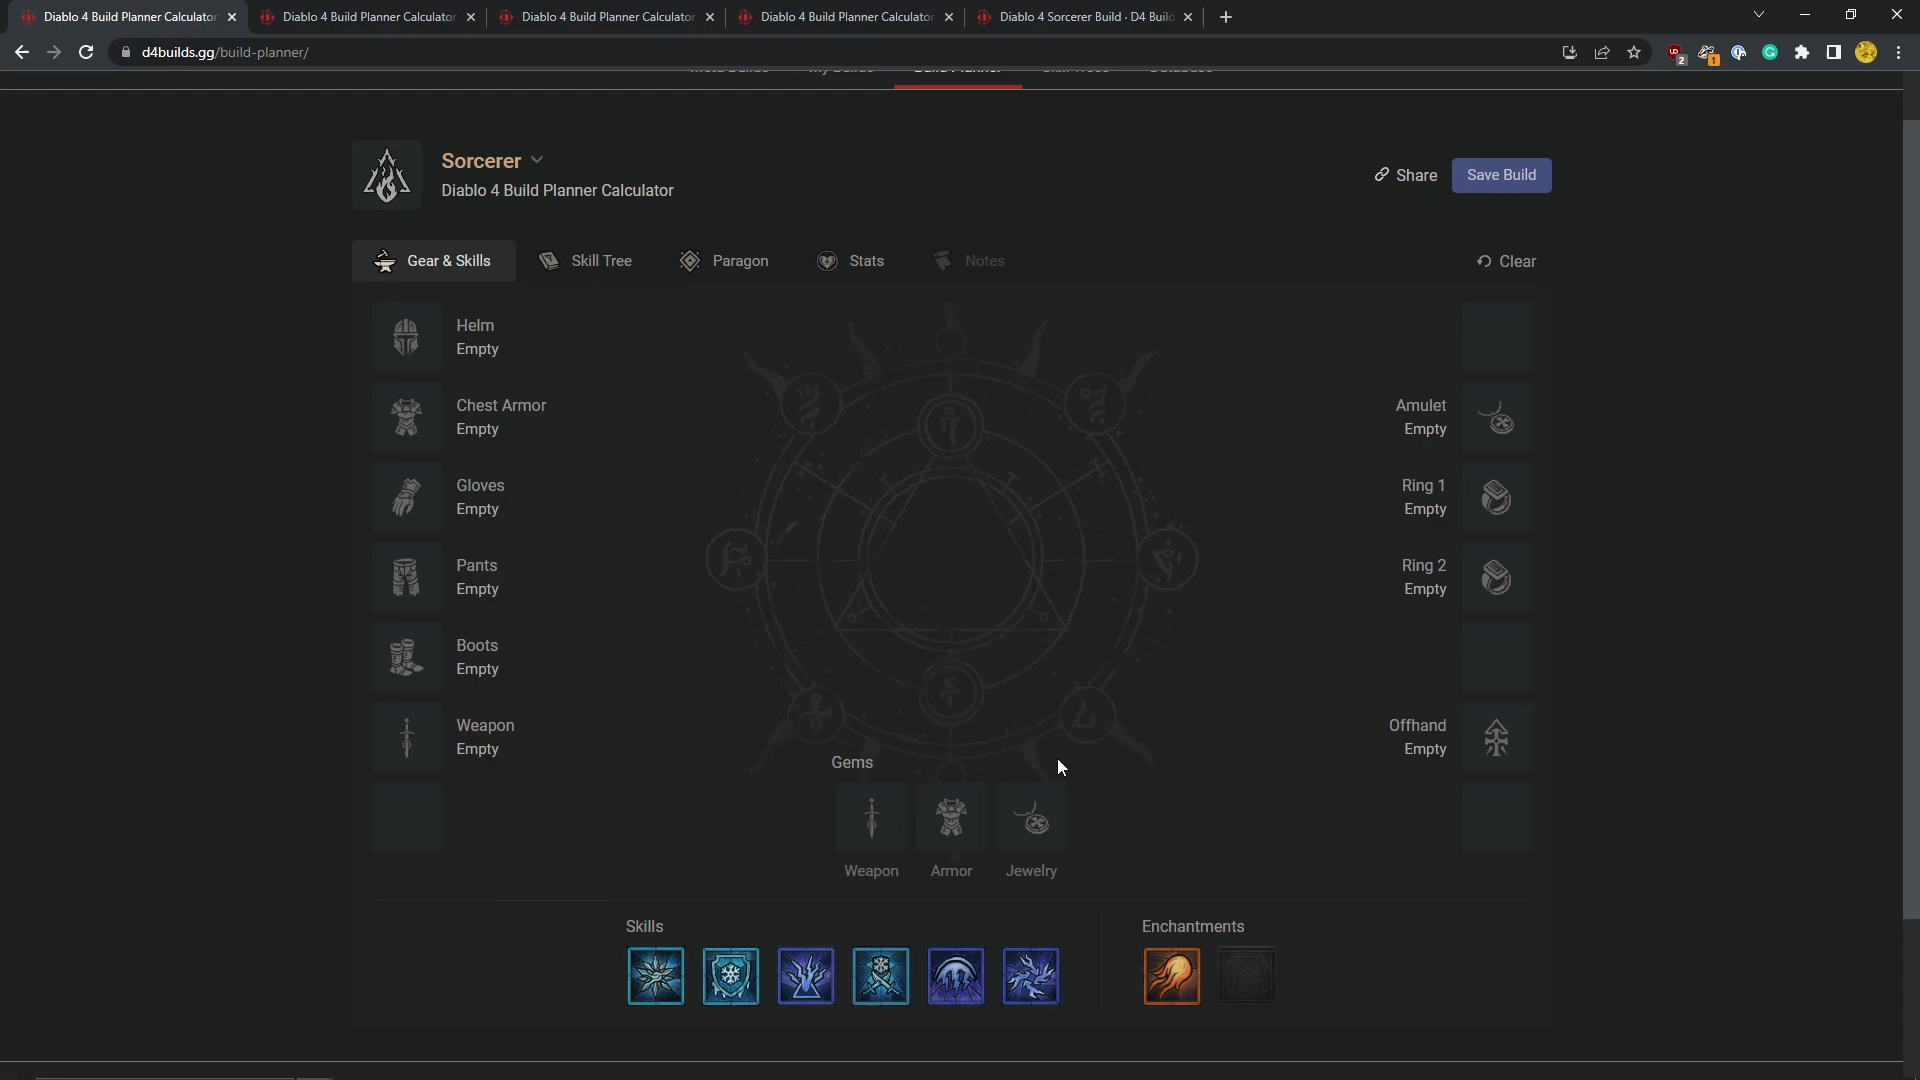 Diablo 4 Build Planner Calculator
Diablo 4 Build Planner Calculator
Diablo 4 Build Planner Calculator
Diablo 4 Build Planner Calculator
Diablo 4 Sorcerer Build - D4 Build
d4builds.gg/build-planner/
2
1
Sorcerer
Diablo 4 Build Planner Calculator
Share
Save Build
Gear & Skills
Skill Tree
Paragon
Stats
Notes
Clear
Helm
Empty
Chest Armor
Empty
Amulet
Empty
Gloves
Empty
Ring 1
Empty
Pants
Empty
Ring 2
Empty
Boots
Empty
Weapon
Empty
Offhand
Empty
Gems
Weapon
Armor
Jewelry
Skills
Enchantments